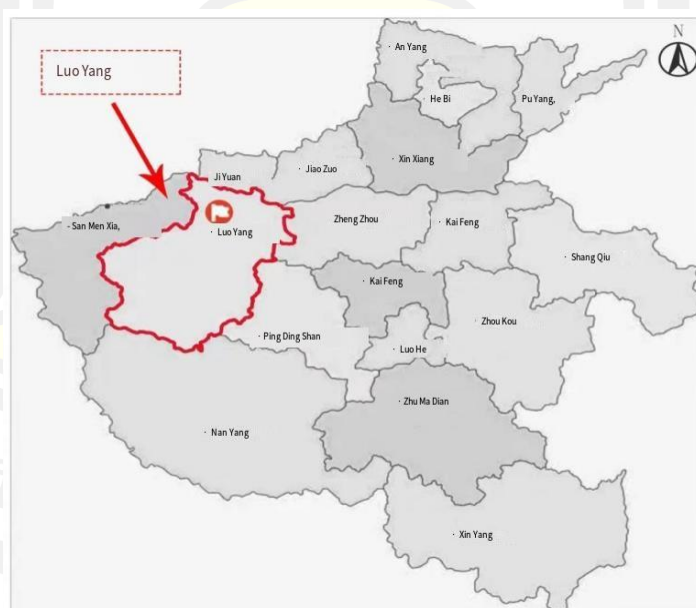 N
An Yang
Luo Yang
He Bi
Pu Yang,
Xin Xiang
Jiao Zuo
Ji Yuan
San Men Xia,
Luo Yang
Zheng Zhou
Kai Feng
Shang Qiu
Kai Feng
Zhou Kou
Ping Ding Shan
Luo He
Zhu Ma Dian
Nan Yang
Xin Yang